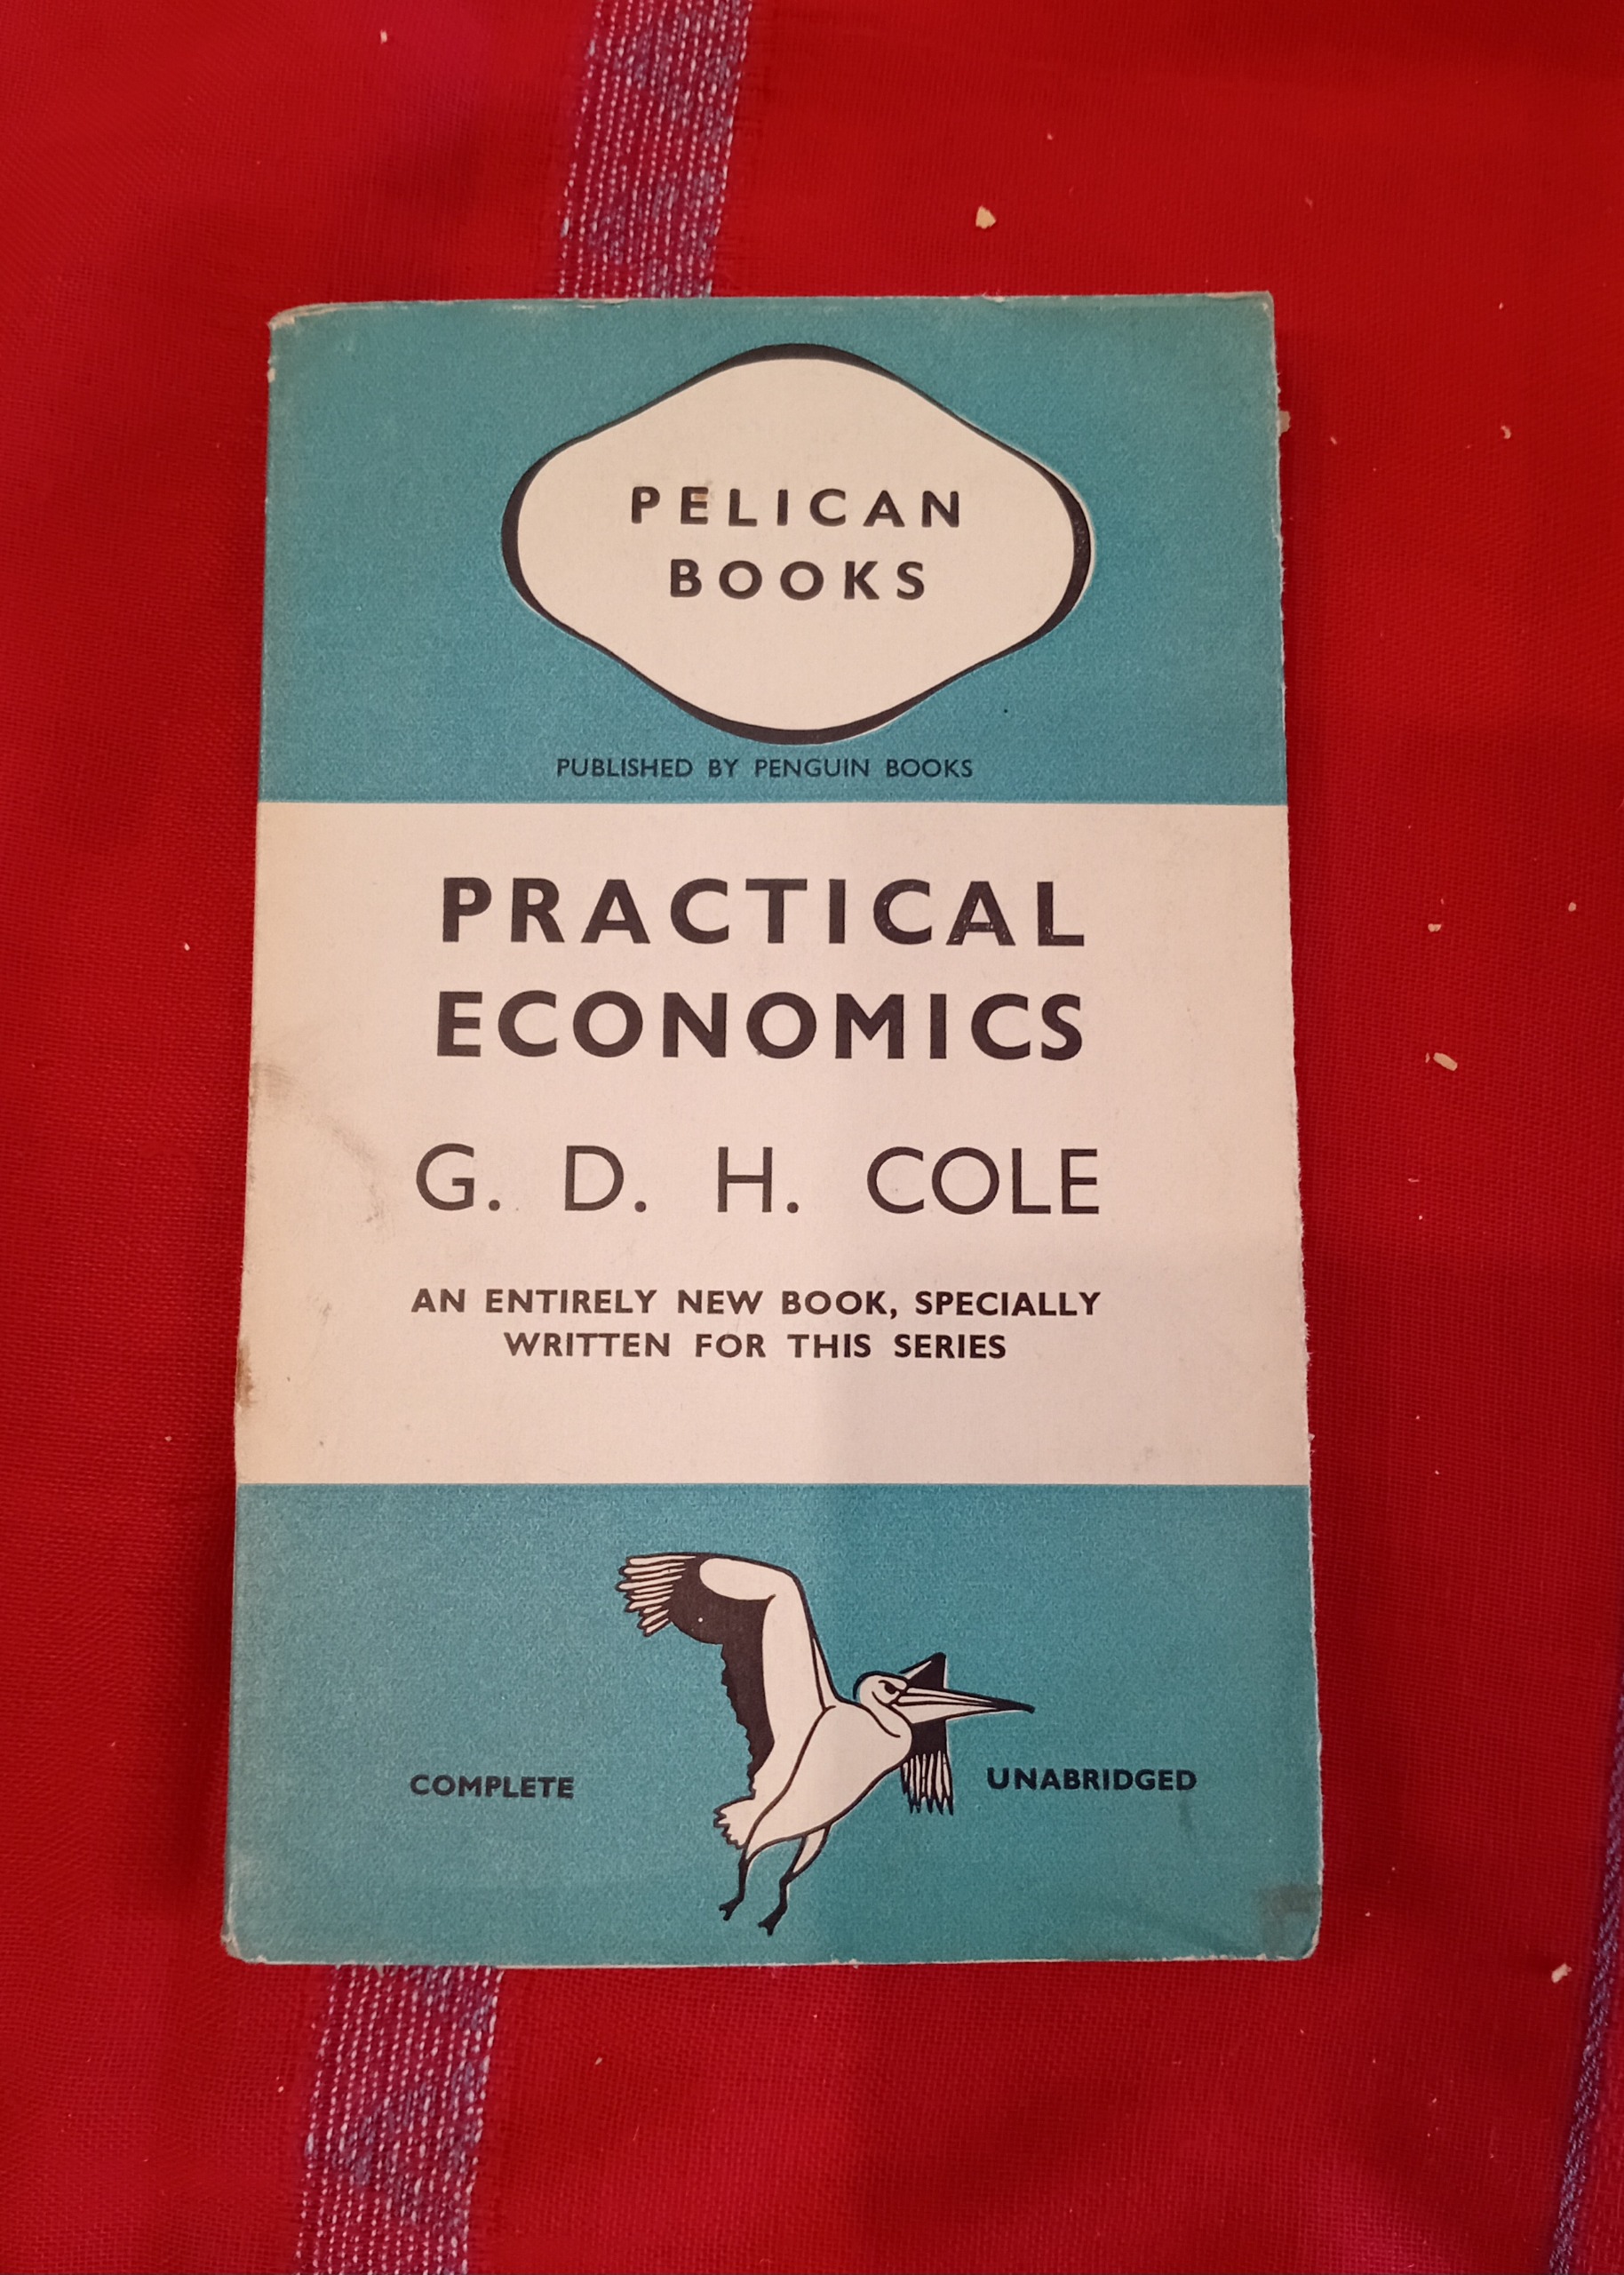 PELICAN
BOOKS
PUBLISHED BY PENGUIN BOOKS
PRACTICAL
ECONOMICS
G. D. H. COLE
AN ENTIRELY NEW BOOK, SPECIALLY
WRITTEN FOR THIS SERIES
COMPLETE UNABRIDGED